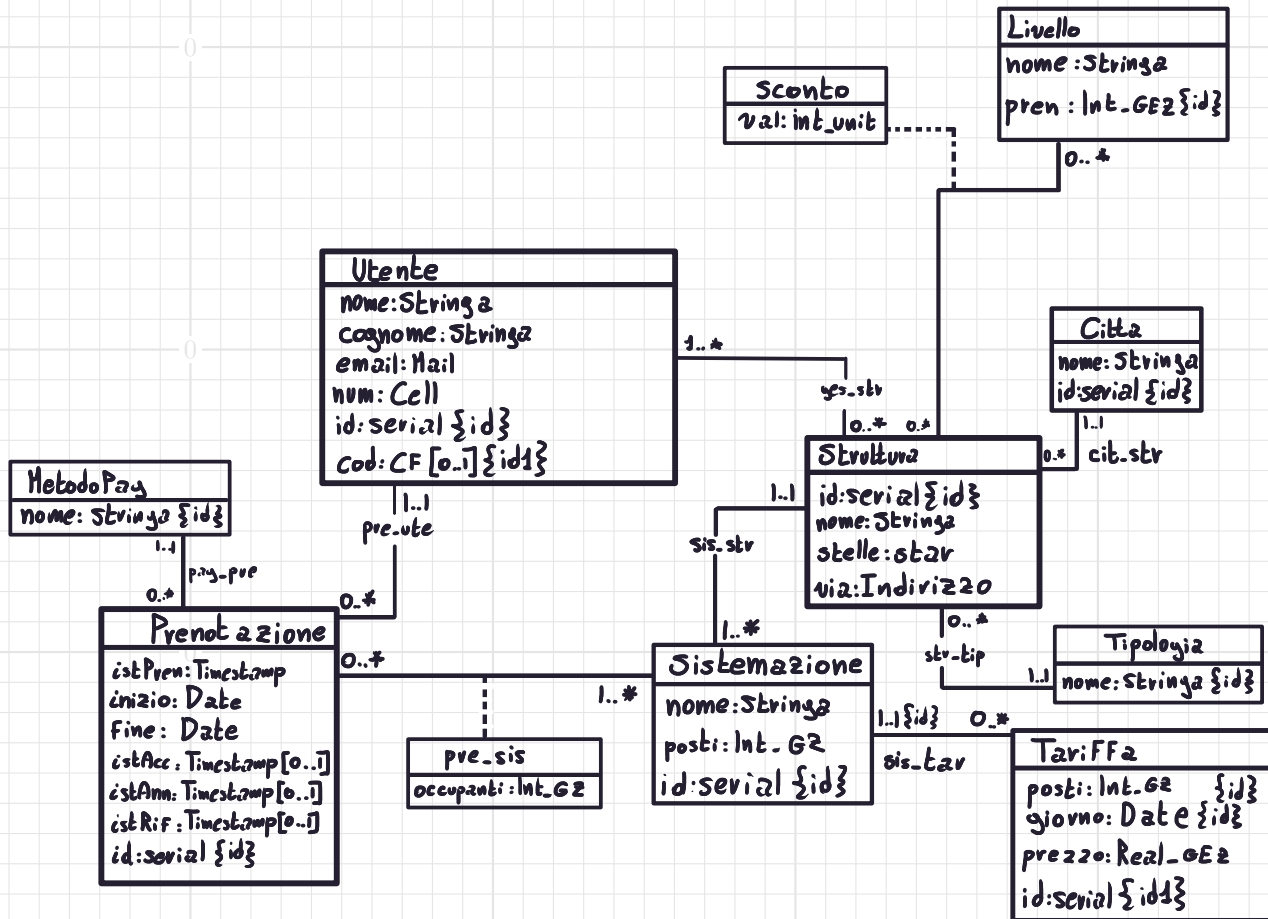 0
Livello
nome:Stringa
pren : Int_GEZ {id}
0..*
Sconto
val: int_unit
Utente
nome:Stringa
cognome:Stringa
email:Mail
num: Cell
id:serial {id}
Cod:CF [0..1] {id1}
0
1..*
ges_str
0..*
0..*
Citta
nome:Stringa
id:serial {id}
1..1
cit_str
0..*
Struttura
id:serial {id}
nome:Stringa
stelle:star
via:Indirizzo
MetodoPay
nome: Stringa {id}
1..1
pay_pre
0..*
1..1
pre_ute
0..*
1..1
sis_str
1..*
0..*
str_tip
1..1
Tipologia
nome:Stringa {id}
Prenotazione
istPren:Timestamp
inizio: Date
fine: Date
istAcc:Timestamp[0..1]
istAnn:Timestamp[0..1]
istRif:Timestamp[0..1]
id:serial {id}
0..*
1..*
pre_sis
occupanti:Int_GZ
Sistemazione
nome:Stringa
posti: Int_GZ
id:serial {id}
1..1 {id}
0..*
sis_tar
Tariffa
posti: Int_GZ {id}
giorno: Date {id}
prezzo:Real_GEZ
id:serial {id1}